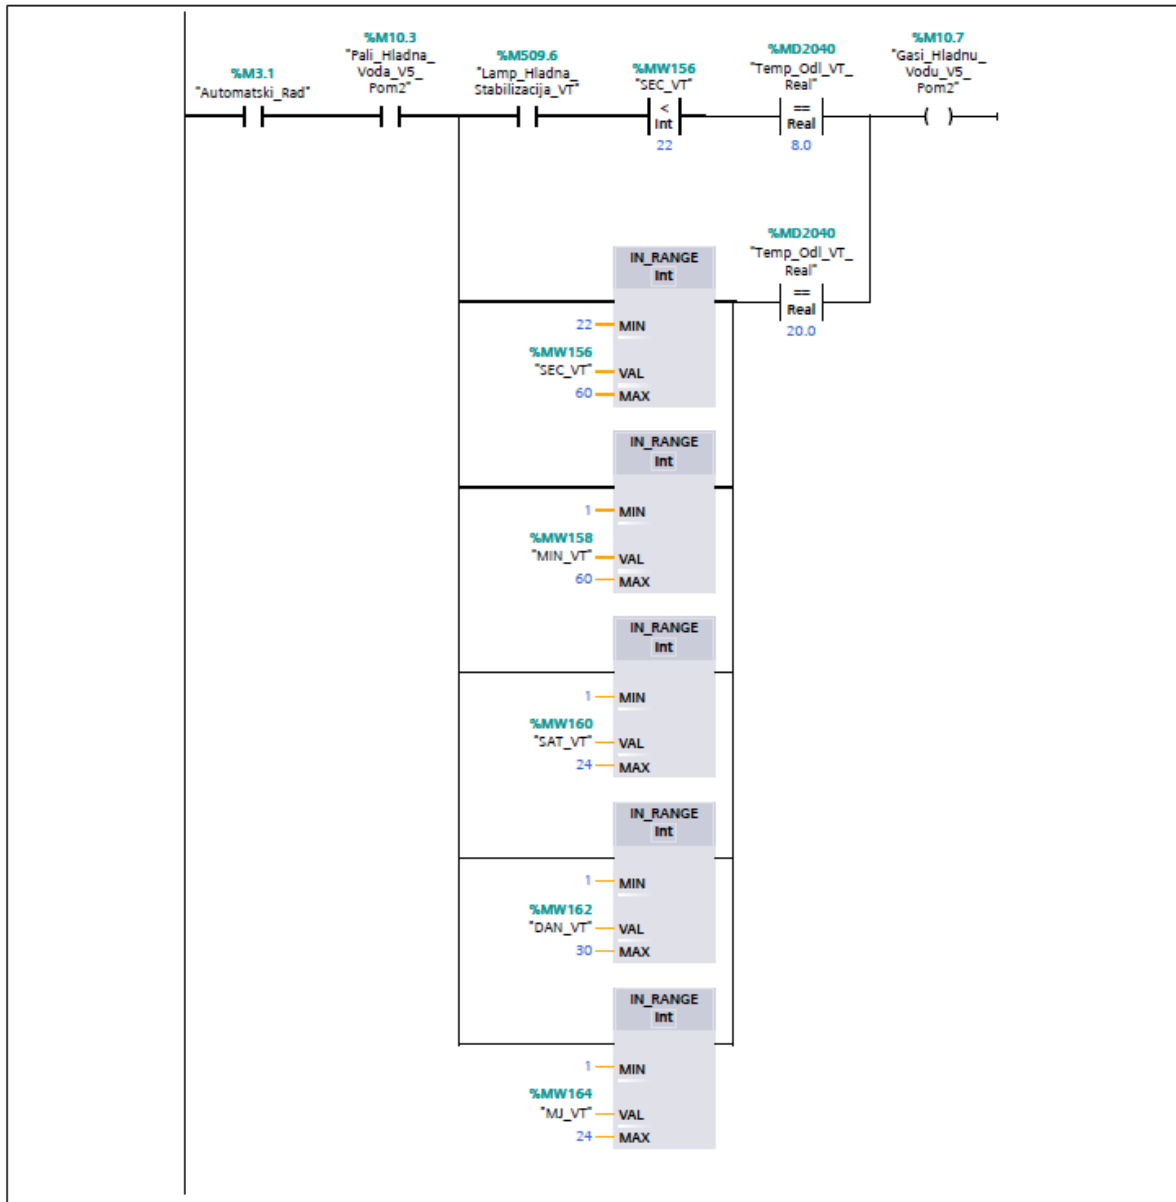 %M3.1
"Automatski_Rad"
%M10.3
"Pali_Hladna_
Voda_V5_
Pom2"
%M509.6
"Lamp_Hladna_
Stabilizacija_VT"
%MW156
"SEC_VT"
<
Int
22
%MD2040
"Temp_Odl_VT_
Real"
==
Real
8.0
%M10.7
"Gasi_Hladnu_
Vodu_V5_
Pom2"
%MD2040
"Temp_Odl_VT_
Real"
==
Real
20.0
IN_RANGE
Int
22 MIN
%MW156
"SEC_VT" VAL
60 MAX
IN_RANGE
Int
1 MIN
%MW158
"MIN_VT" VAL
60 MAX
IN_RANGE
Int
1 MIN
%MW160
"SAT_VT" VAL
24 MAX
IN_RANGE
Int
1 MIN
%MW162
"DAN_VT" VAL
30 MAX
IN_RANGE
Int
1 MIN
%MW164
"MJ_VT" VAL
24 MAX